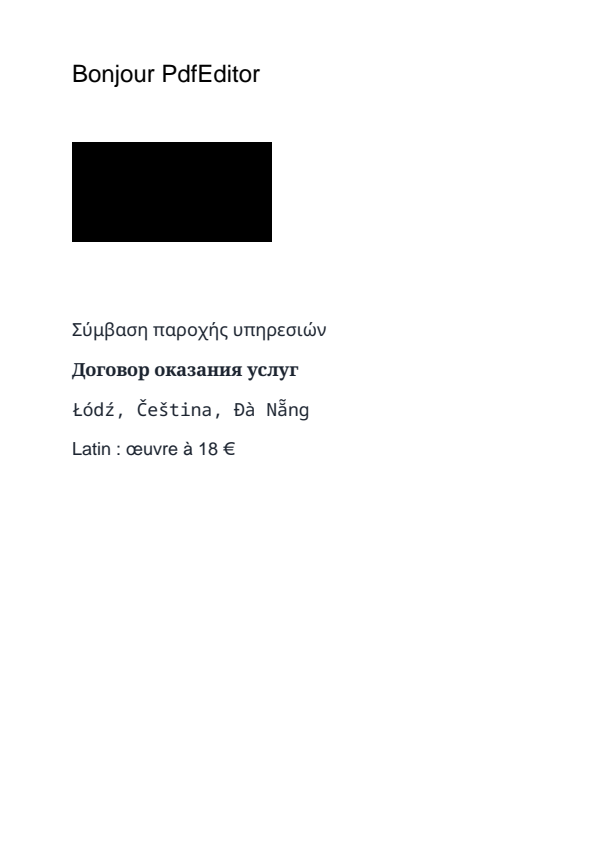 Bonjour PdfEditor
Σύμβαση παροχής υπηρεσιών
Договор оказания услуг
Łódź, Čeština, Đà Nẵng
Latin : œuvre à 18 €